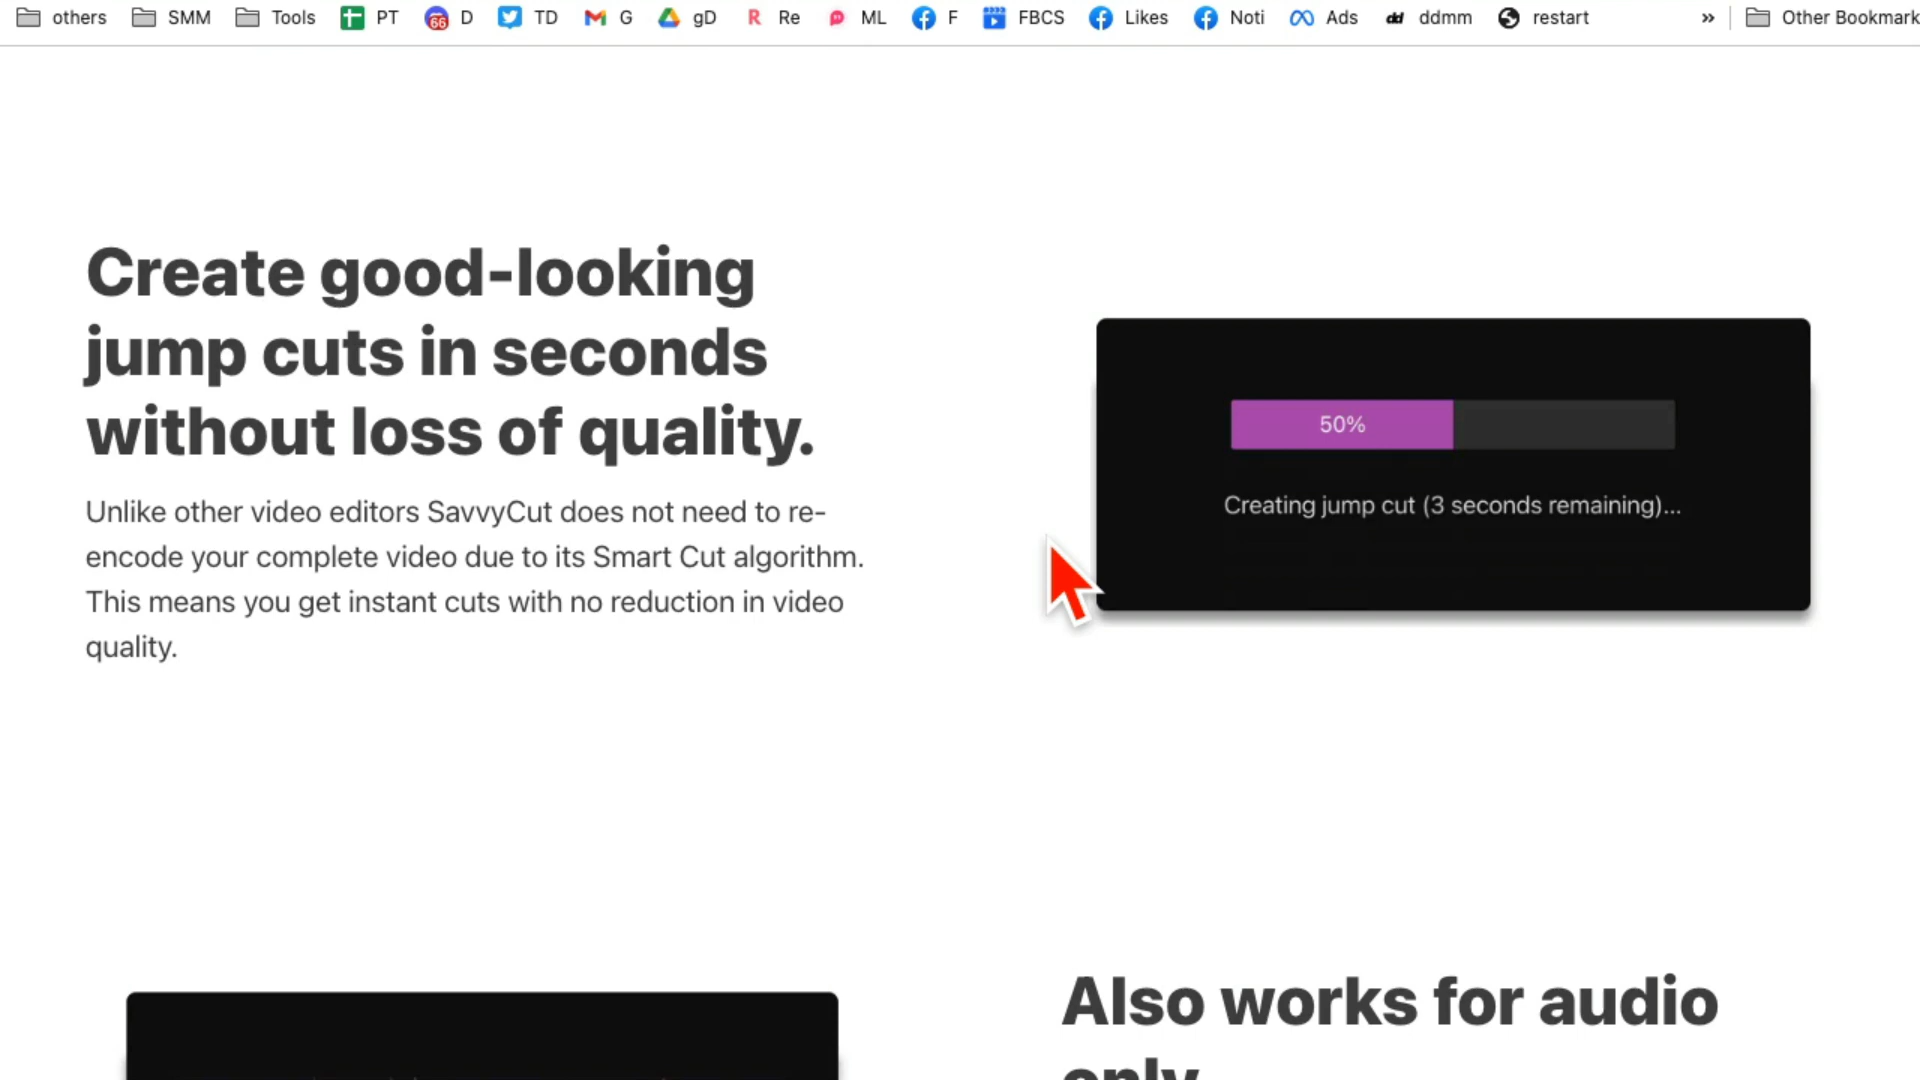 others SMM Tools PT 66 D TD G gD R Re ML F FBCS Likes Noti Ads dd ddmm restart » Other Bookmark
Create good-looking
jump cuts in seconds
without loss of quality.
Unlike other video editors SavvyCut does not need to re-
encode your complete video due to its Smart Cut algorithm.
This means you get instant cuts with no reduction in video
quality.
50%
Creating jump cut (3 seconds remaining)...
Also works for audio
only